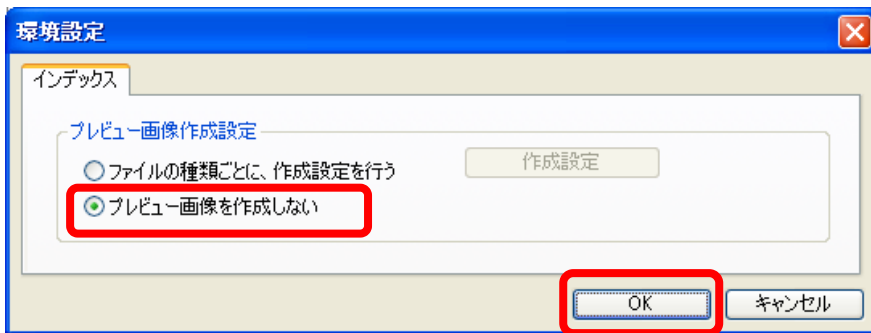 環境設定
インデックス
プレビュー画像作成設定
ファイルの種類ごとに、作成設定を行う
作成設定
プレビュー画像を作成しない
OK
キャンセル